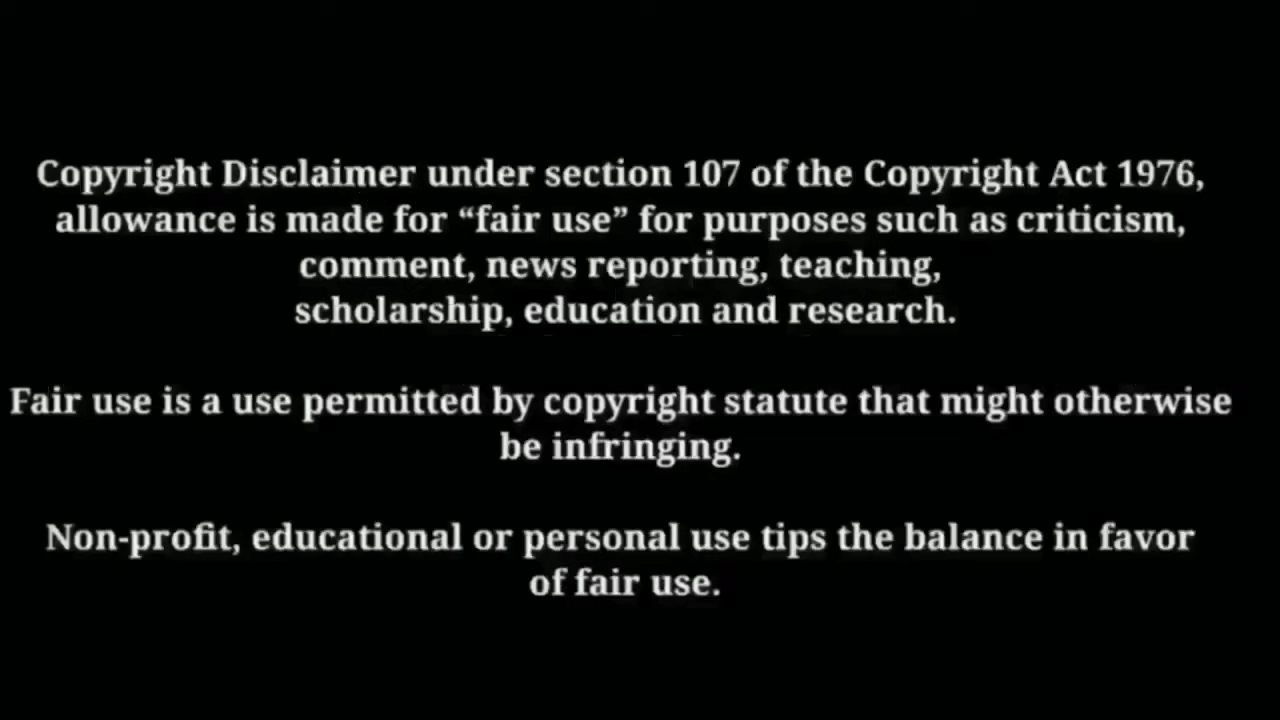 Copyright Disclaimer under section 107 of the Copyright Act 1976,
allowance is made for “fair use” for purposes such as criticism,
comment, news reporting, teaching,
scholarship, education and research.
Fair use is a use permitted by copyright statute that might otherwise
be infringing.
Non-profit, educational or personal use tips the balance in favor
of fair use.